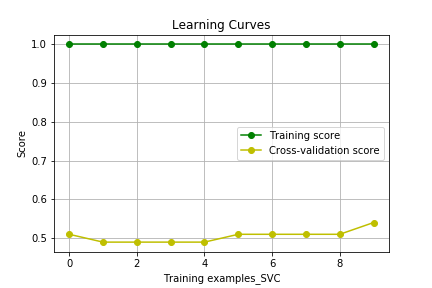 Learning Curves
1.0
0.9
0.8
0.7
0.6
0.5
Score
Training score
Cross-validation score
0 2 4 6 8
Training examples_SVC